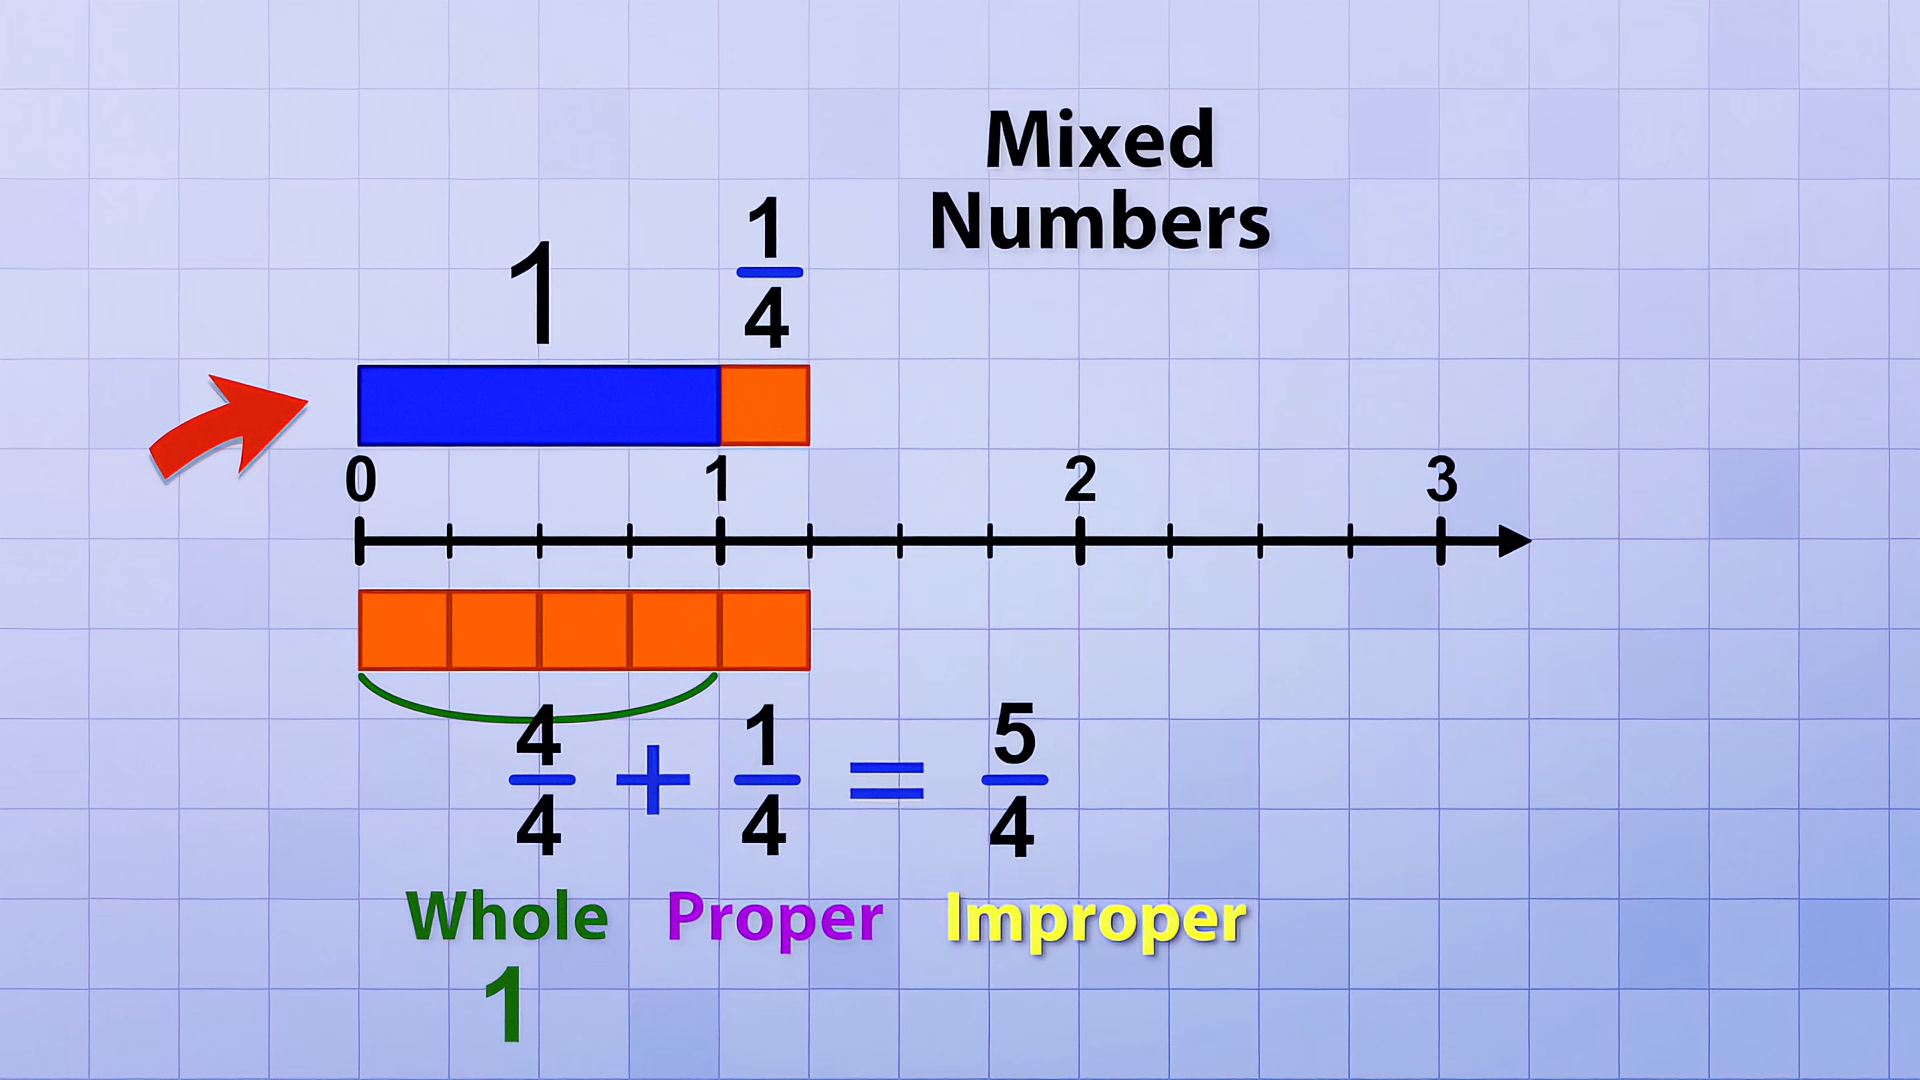 Mixed
Numbers
1 1/4
0 1 2 3
4/4 + 1/4 = 5/4
Whole Proper Improper
1